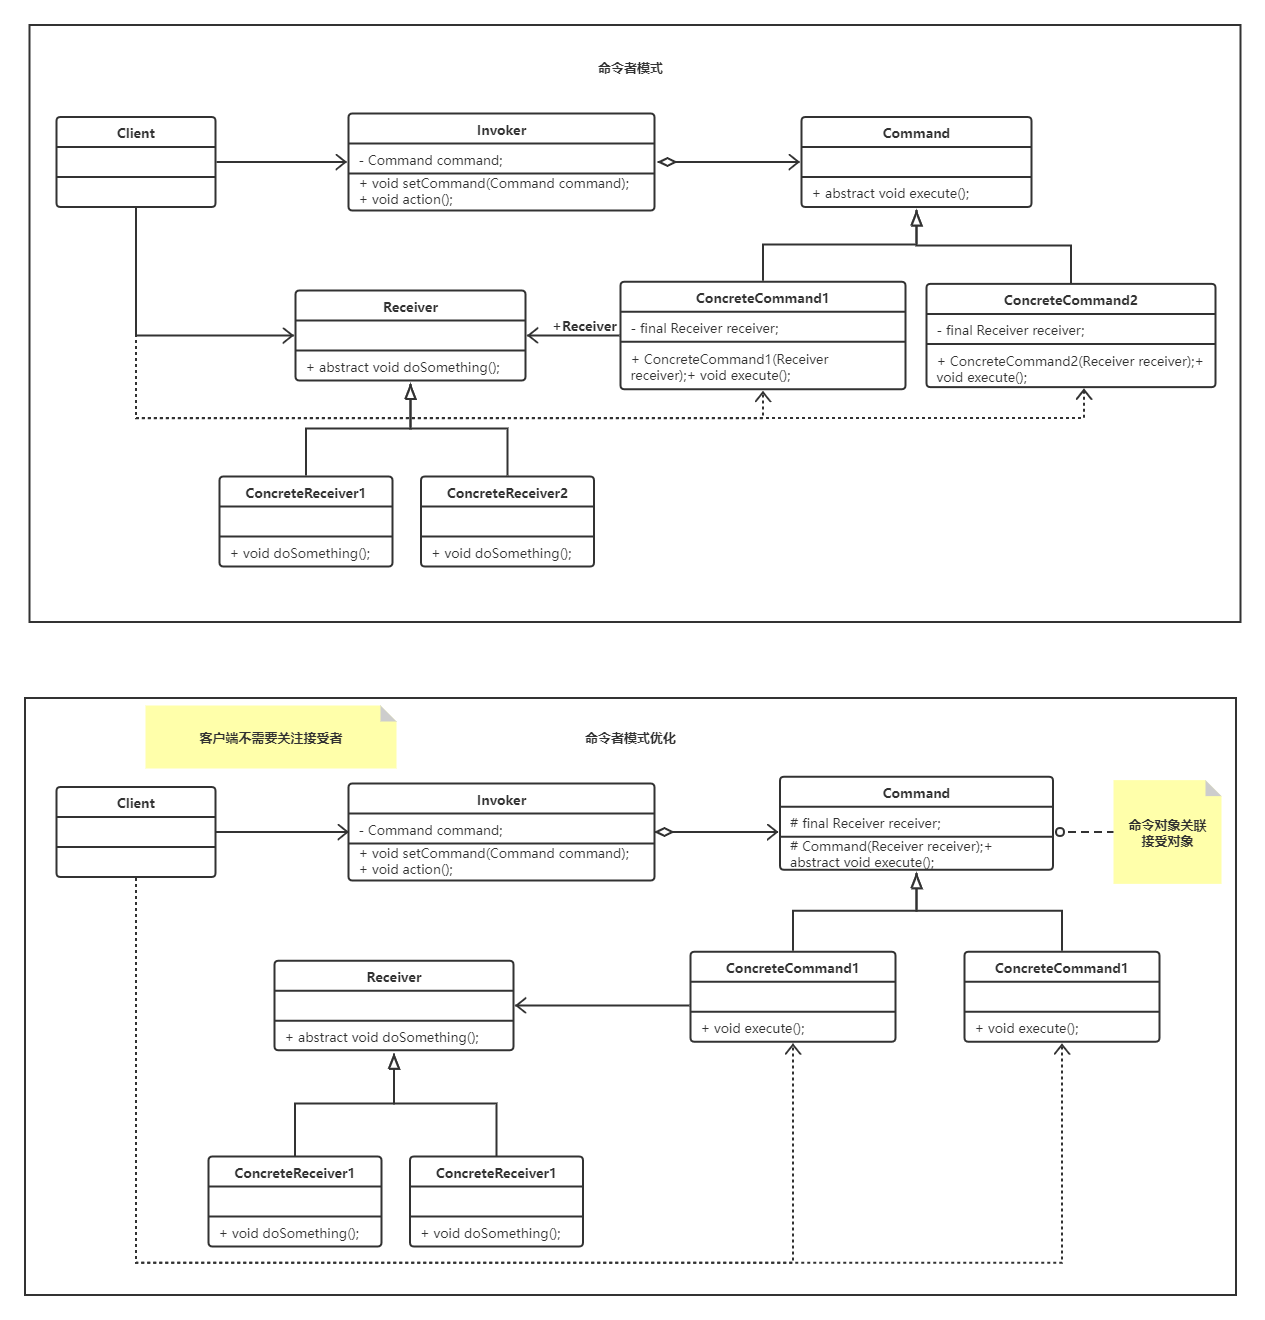 命令者模式
Client
Invoker
- Command command;
+ void setCommand(Command command);
+ void action();
Command
+ abstract void execute();
Receiver
+ abstract void doSomething();
+Receiver
ConcreteCommand1
- final Receiver receiver;
+ ConcreteCommand1(Receiver
receiver);+ void execute();
ConcreteCommand2
- final Receiver receiver;
+ ConcreteCommand2(Receiver receiver);+
void execute();
ConcreteReceiver1
+ void doSomething();
ConcreteReceiver2
+ void doSomething();
客户端不需要关注接受者
命令者模式优化
Client
Invoker
- Command command;
+ void setCommand(Command command);
+ void action();
Command
# final Receiver receiver;
# Command(Receiver receiver);+
abstract void execute();
命令对象关联
接受对象
Receiver
+ abstract void doSomething();
ConcreteCommand1
+ void execute();
ConcreteCommand1
+ void execute();
ConcreteReceiver1
+ void doSomething();
ConcreteReceiver1
+ void doSomething();